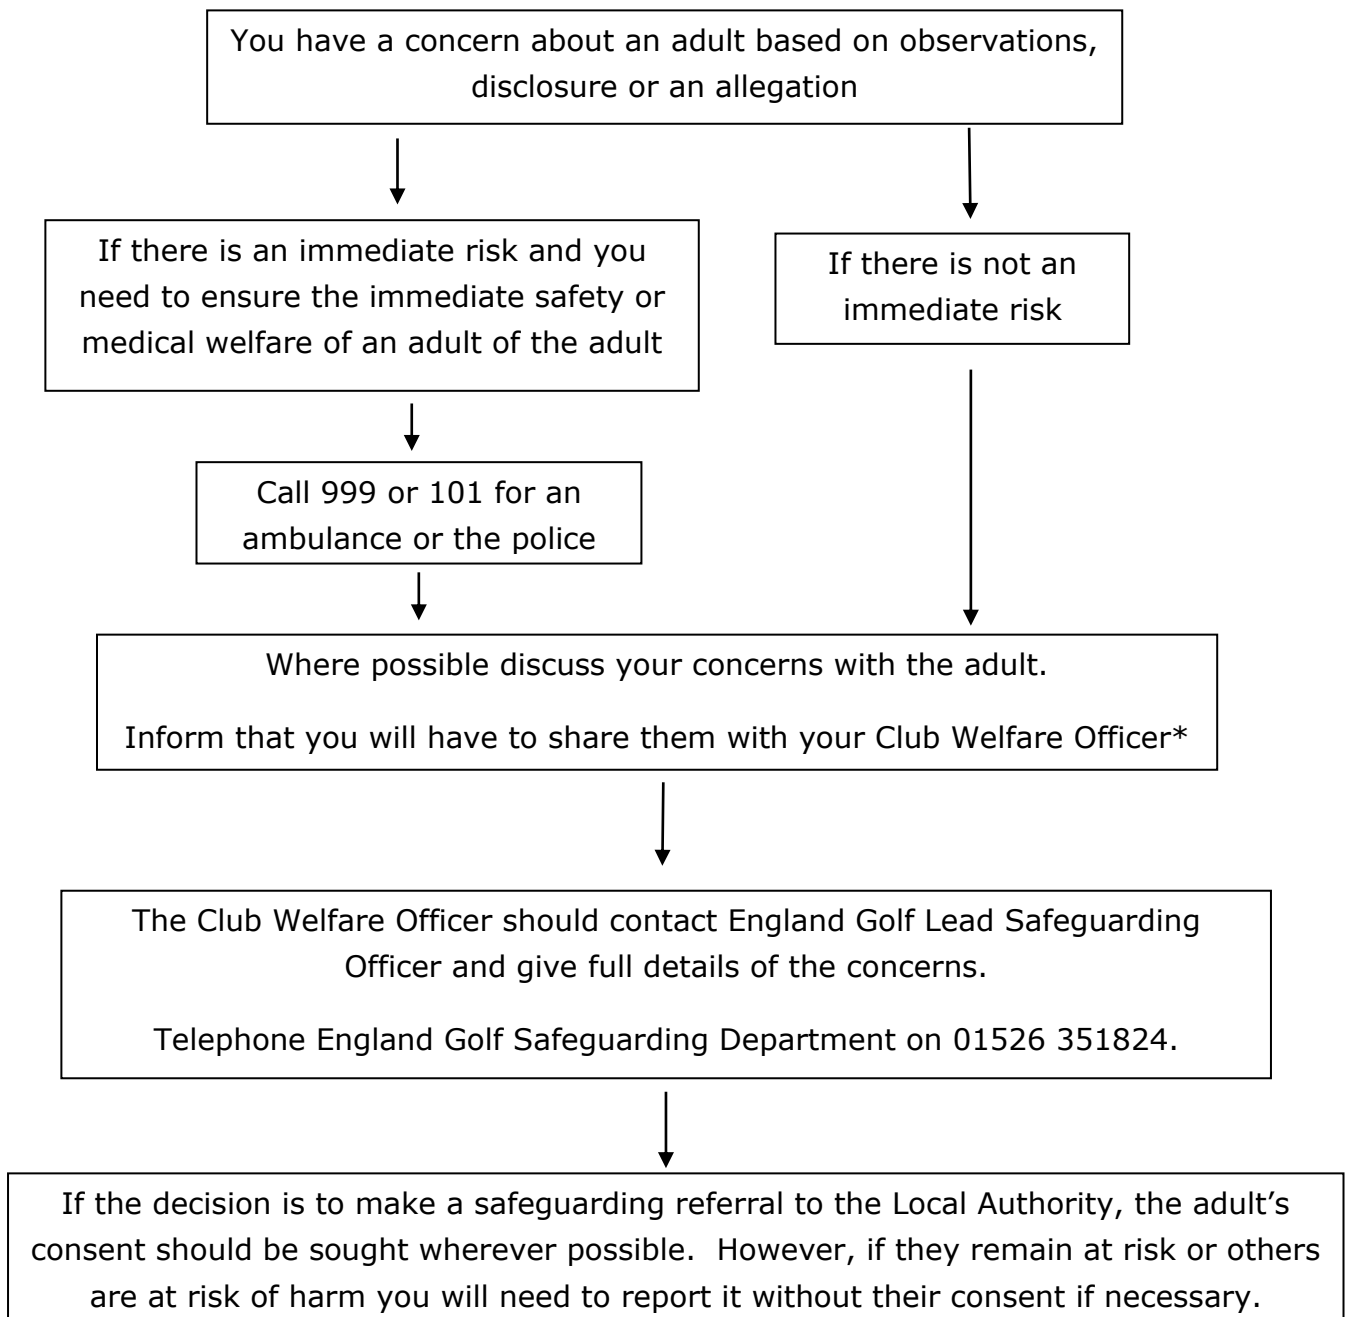 You have a concern about an adult based on observations,
disclosure or an allegation
If there is an immediate risk and you
need to ensure the immediate safety or
medical welfare of an adult of the adult
If there is not an
immediate risk
Call 999 or 101 for an
ambulance or the police
Where possible discuss your concerns with the adult.
Inform that you will have to share them with your Club Welfare Officer*
The Club Welfare Officer should contact England Golf Lead Safeguarding
Officer and give full details of the concerns.
Telephone England Golf Safeguarding Department on 01526 351824.
If the decision is to make a safeguarding referral to the Local Authority, the adult’s
consent should be sought wherever possible.  However, if they remain at risk or others
are at risk of harm you will need to report it without their consent if necessary.